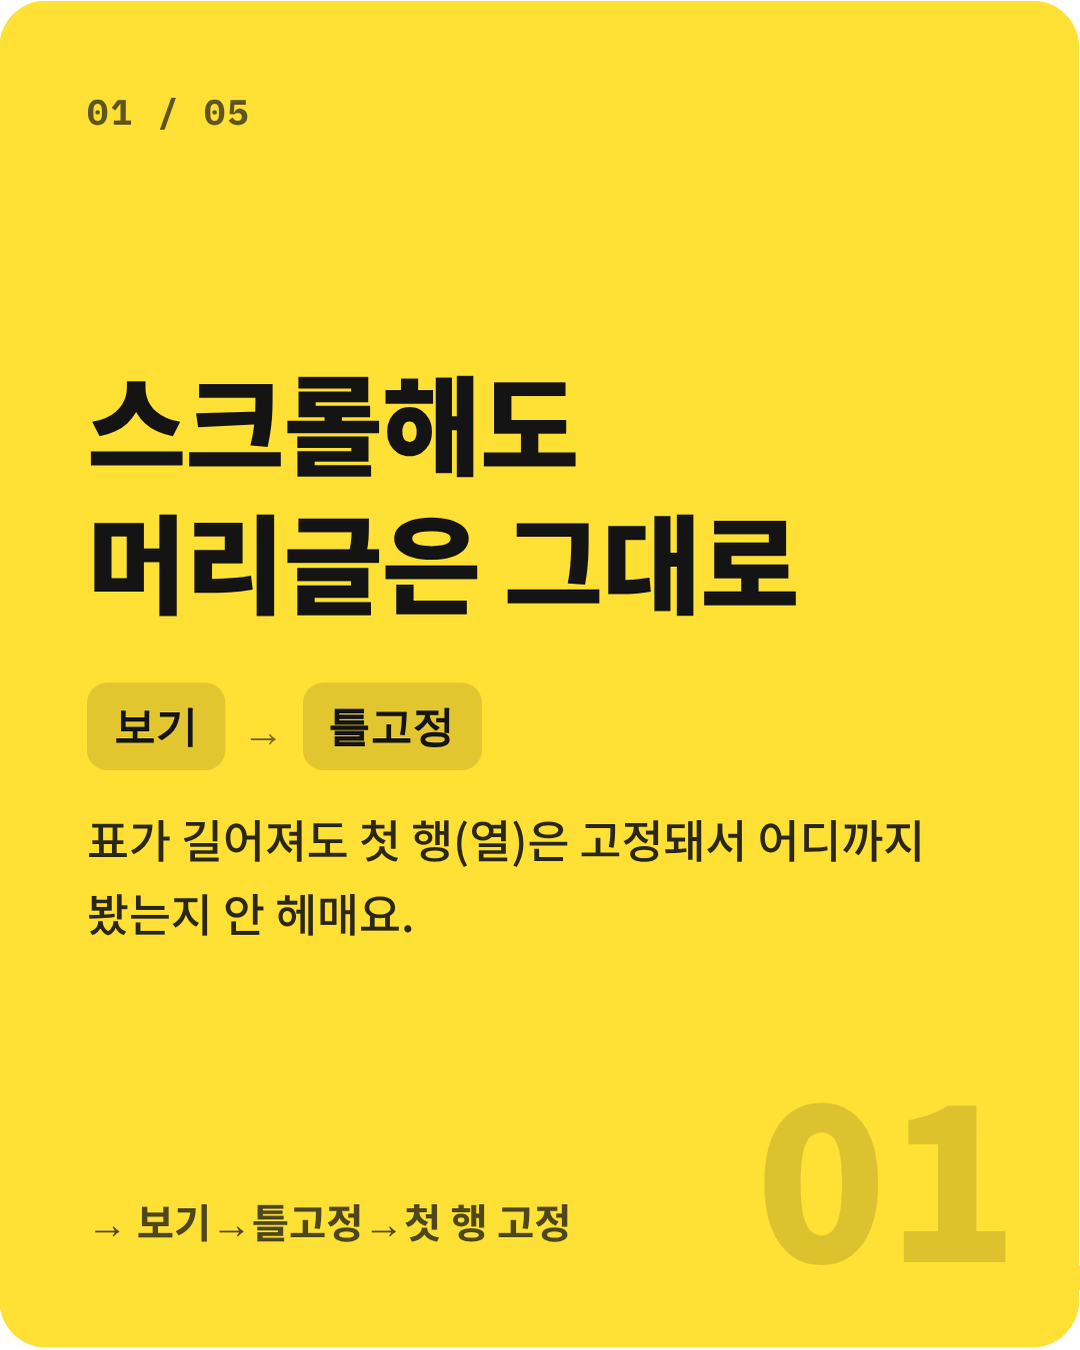 01 / 05
스크롤해도
머리글은 그대로
보기 → 틀고정
표가 길어져도 첫 행(열)은 고정돼서 어디까지
봤는지 안 헤매요.
→ 보기→틀고정→첫 행 고정
01